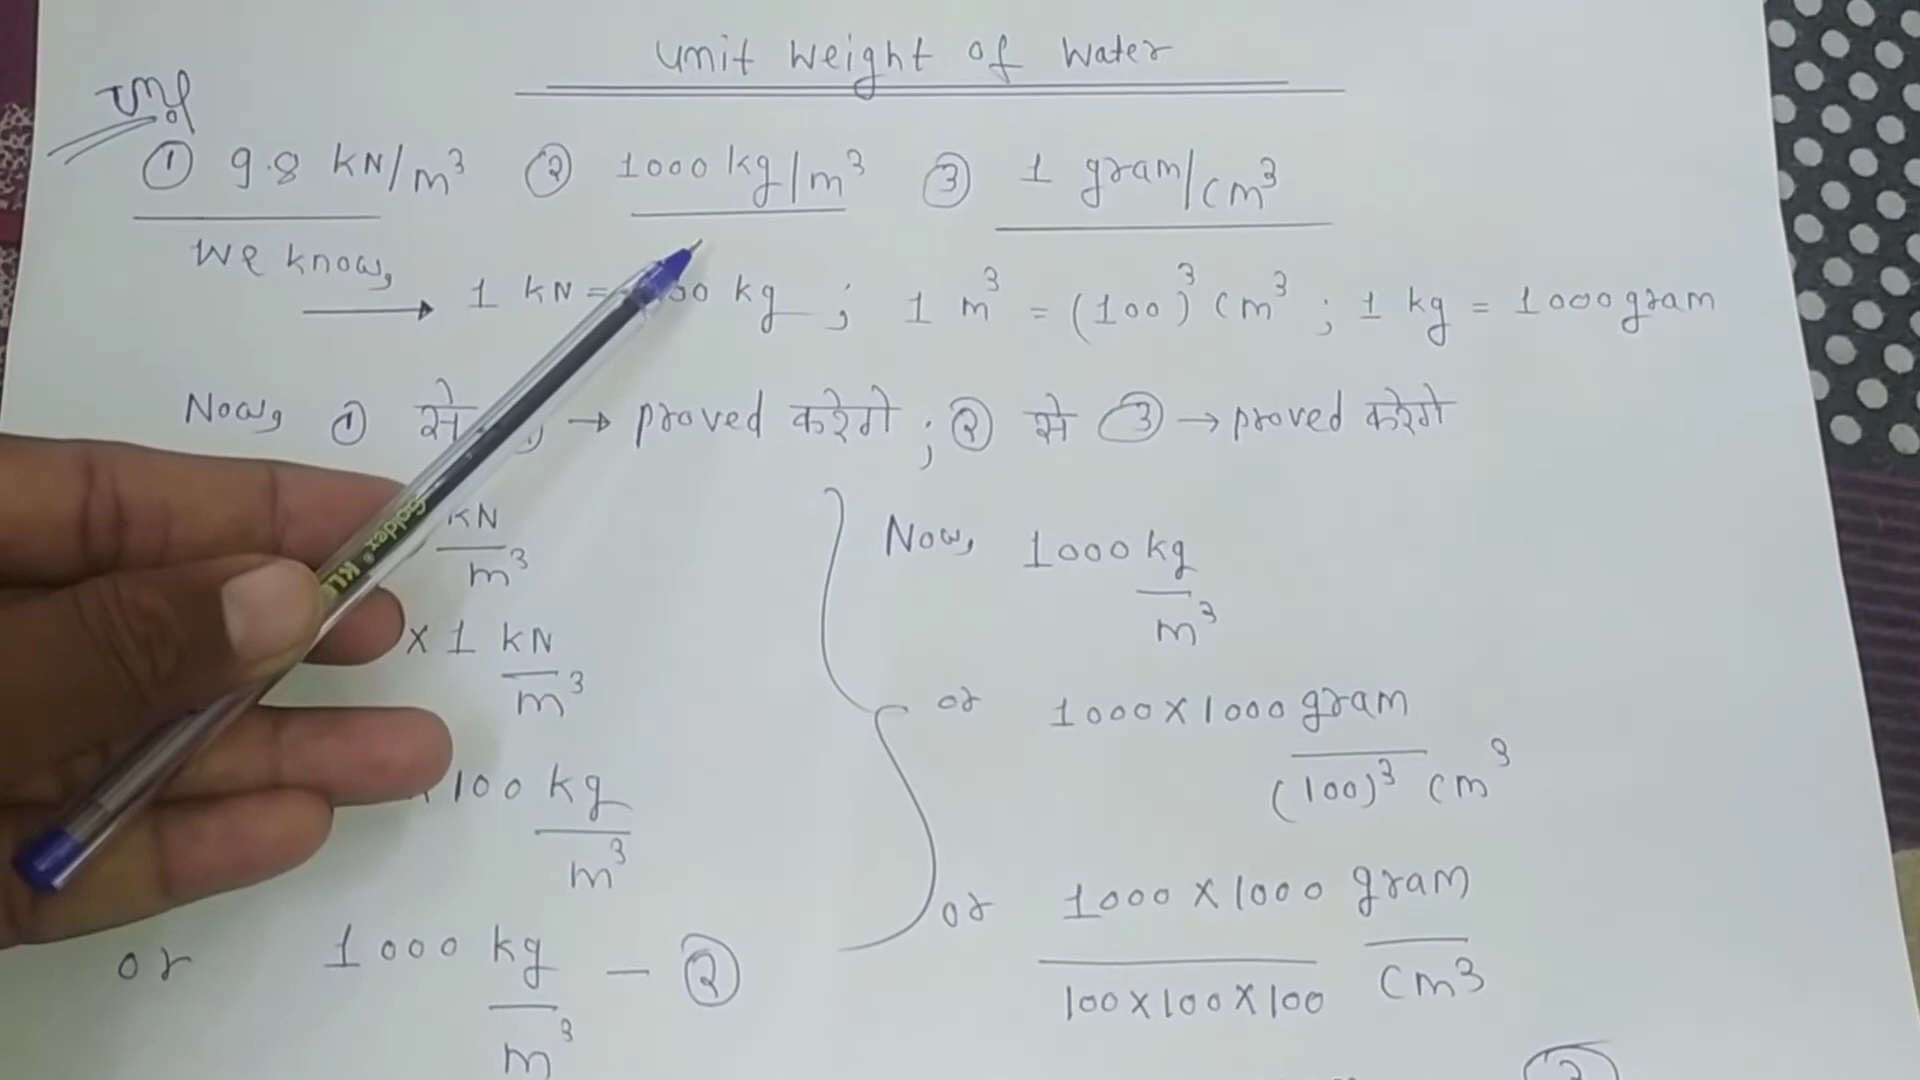 unit weight of water
① 9.8 kN/m³ ② 1000 kg/m³ ③ 1 gram/cm³
We know,
→ 1 kN = 00 kg ; 1 m³ = (100)³ cm³ ; 1 kg = 1000 gram
Now, ① से → proved करेगे ; ② से ③ → proved करेगे
kN
m³
x 1 kN
m³
100 kg
m³
or 1000 kg — ②
m³
Now, 1000 kg
m³
or 1000 x 1000 gram
(100)³ cm³
or 1000 x 1000 gram
100 x 100 x 100 cm3
Goldex KL